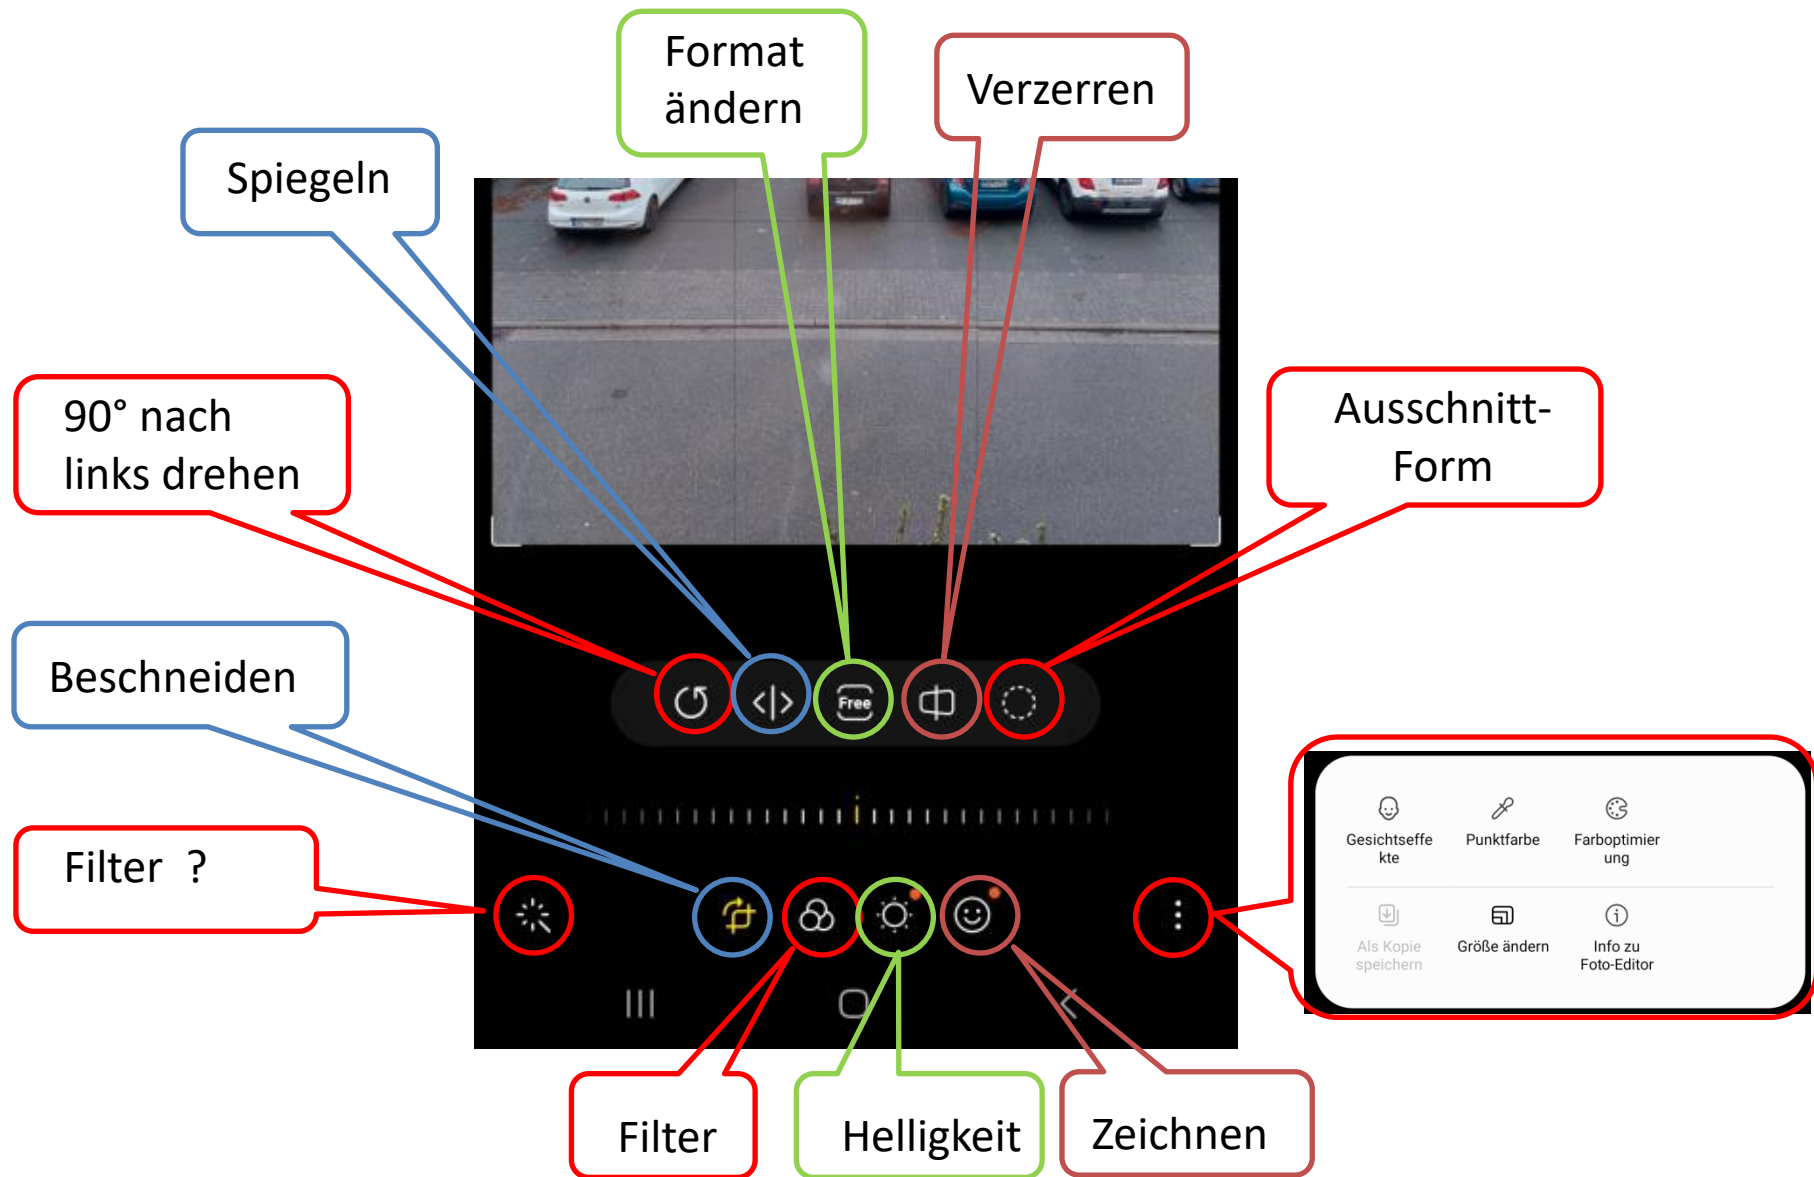 Format
ändern
Verzerren
Spiegeln
90° nach
links drehen
Ausschnitt-
Form
Beschneiden
Free
Filter ?
Gesichtseffe
kte
Punktfarbe
Farboptimier
ung
Als Kopie
speichern
Größe ändern
Info zu
Foto-Editor
Filter
Helligkeit
Zeichnen